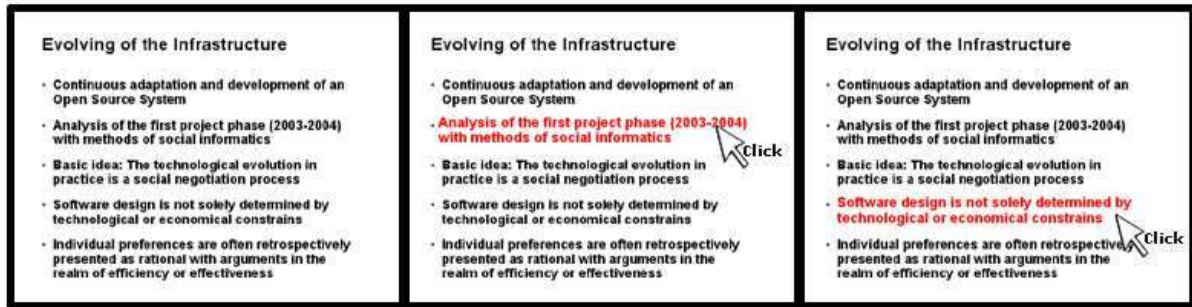 Evolving of the Infrastructure
• Continuous adaptation and development of an
Open Source System
• Analysis of the first project phase (2003-2004)
with methods of social informatics
• Basic idea: The technological evolution in
practice is a social negotiation process
• Software design is not solely determined by
technological or economical constrains
• Individual preferences are often retrospectively
presented as rational with arguments in the
realm of efficiency or effectiveness
Evolving of the Infrastructure
• Continuous adaptation and development of an
Open Source System
• Analysis of the first project phase (2003-2004)
with methods of social informatics
Click
• Basic idea: The technological evolution in
practice is a social negotiation process
• Software design is not solely determined by
technological or economical constrains
• Individual preferences are often retrospectively
presented as rational with arguments in the
realm of efficiency or effectiveness
Evolving of the Infrastructure
• Continuous adaptation and development of an
Open Source System
• Analysis of the first project phase (2003-2004)
with methods of social informatics
• Basic idea: The technological evolution in
practice is a social negotiation process
• Software design is not solely determined by
technological or economical constrains
Click
• Individual preferences are often retrospectively
presented as rational with arguments in the
realm of efficiency or effectiveness